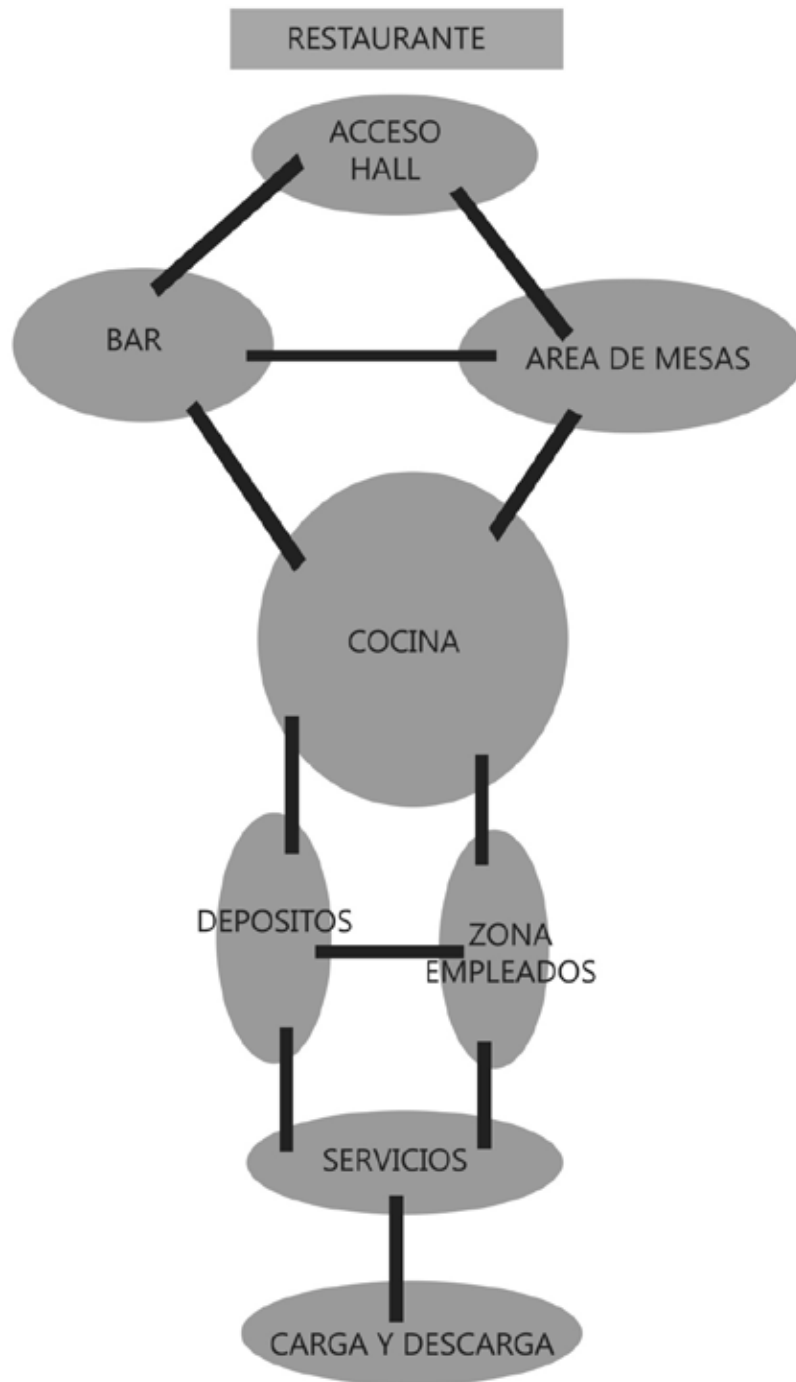 RESTAURANTE
ACCESO
HALL
BAR
AREA DE MESAS
COCINA
DEPOSITOS
ZONA
EMPLEADOS
SERVICIOS
CARGA Y DESCARGA